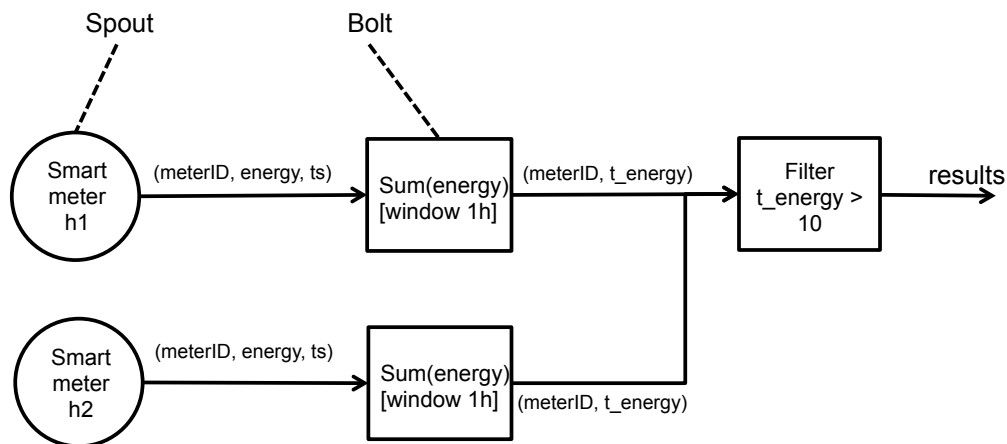 Spout
Bolt
Smart
meter
h1
(meterID, energy, ts)
Sum(energy)
[window 1h]
(meterID, t_energy)
Filter
t_energy >
10
results
Smart
meter
h2
(meterID, energy, ts)
Sum(energy)
[window 1h]
(meterID, t_energy)